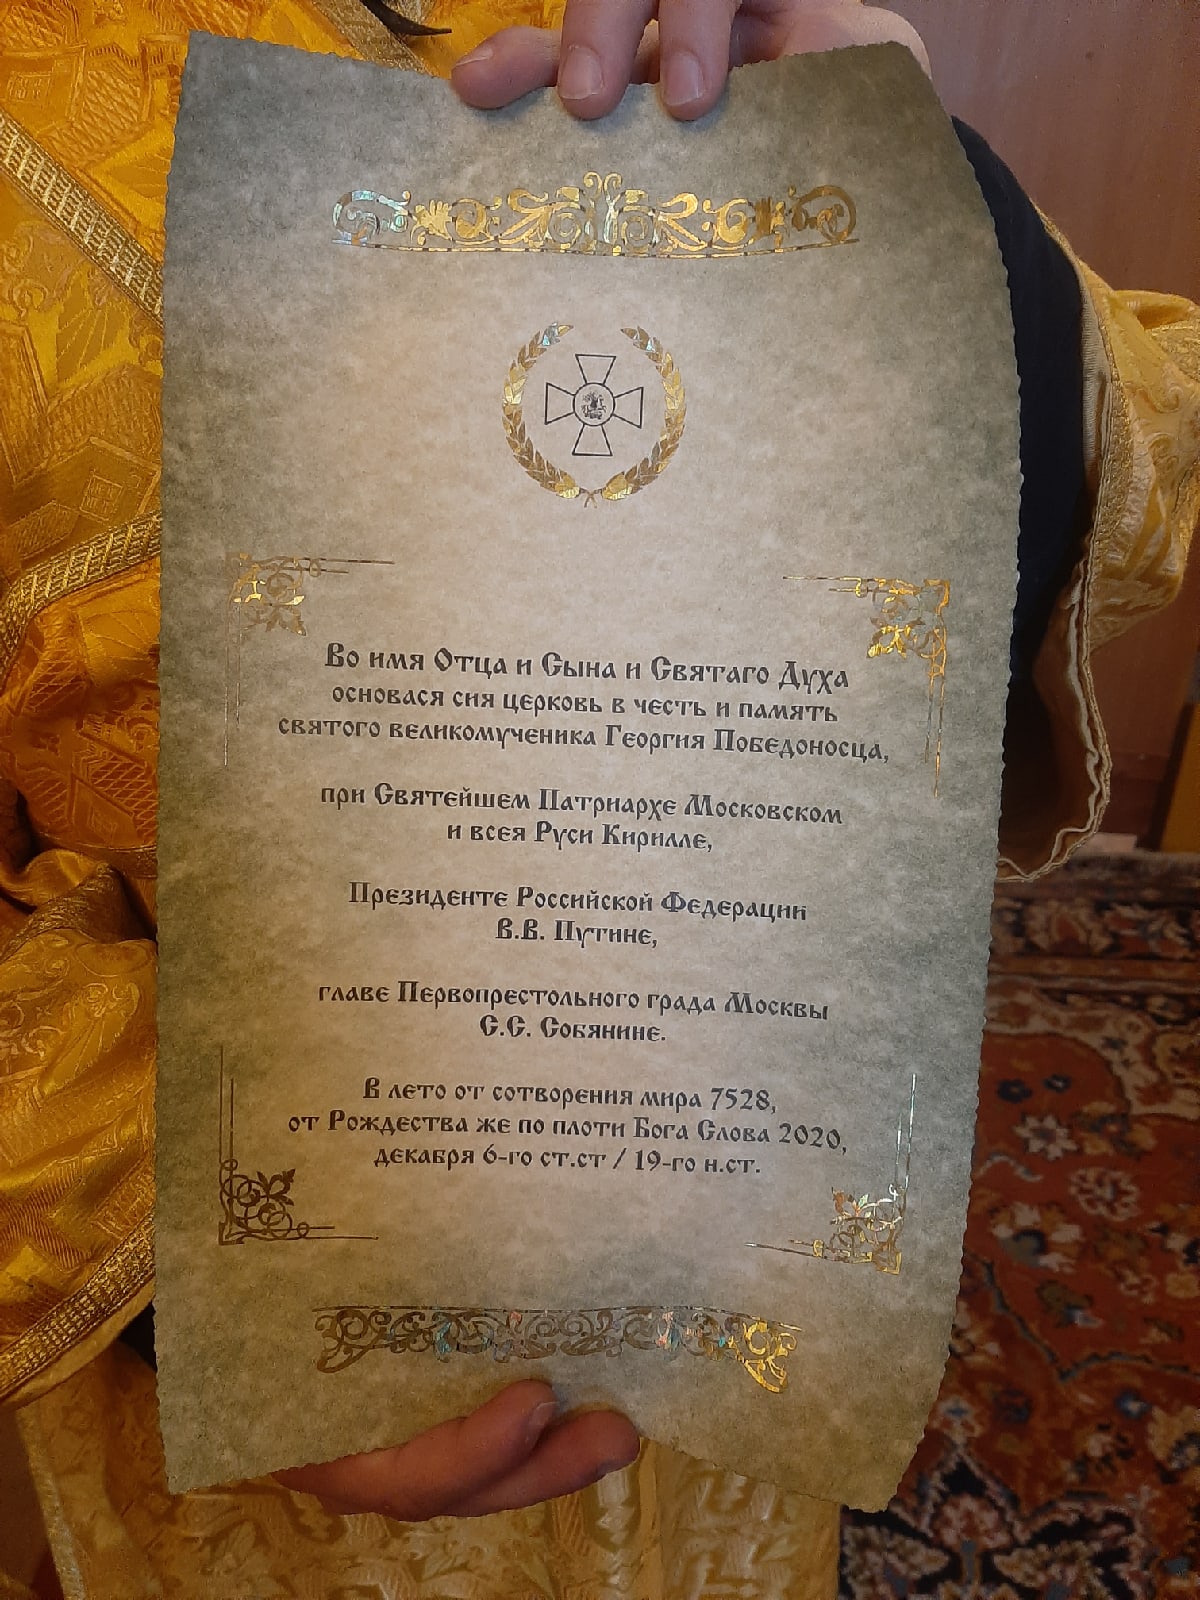 Во имя Отца и Сына и Святаго Духа
основася сия церковь в честь и память
святого великомученика Георгия Победоносца,
при Святейшем Патриархе Московском
и всея Руси Кирилле,
Президенте Российской Федерации
В.В. Путине,
главе Первопрестольного града Москвы
С.С. Собянине.
В лето от сотворения мира 7528,
от Рождества же по плоти Бога Слова 2020,
декабря 6-го ст.ст / 19-го н.ст.